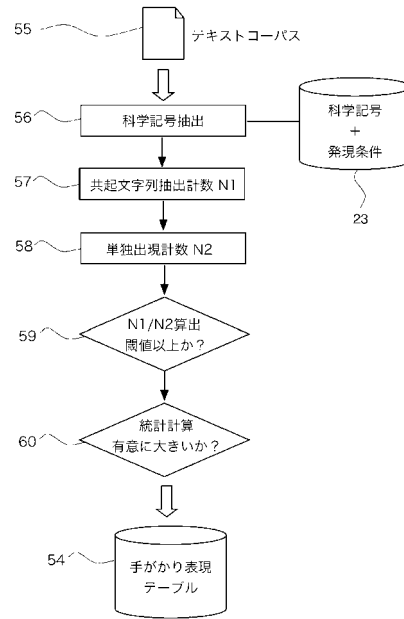 55
テキストコーパス
56
科学記号抽出
科学記号
+
発現条件
23
57
共起文字列抽出計数 N1
58
単独出現計数 N2
59
N1/N2算出
閾値以上か？
60
統計計算
有意に大きいか？
54
手がかり表現
テーブル